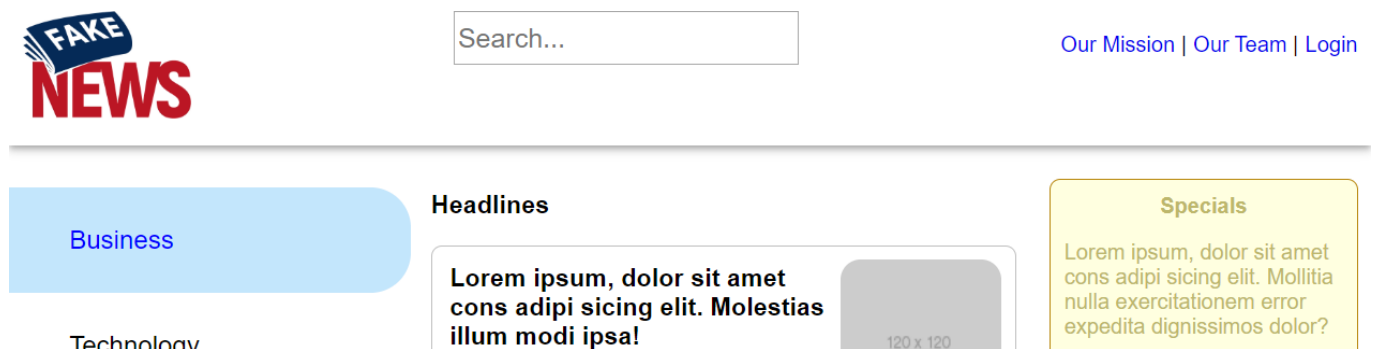 FAKE
NEWS
Search...
Our Mission | Our Team | Login
Business
Technology
Headlines
Lorem ipsum, dolor sit amet
cons adipi sicing elit. Molestias
illum modi ipsa!
120 x 120
Specials
Lorem ipsum, dolor sit amet
cons adipi sicing elit. Mollitia
nulla exercitationem error
expedita dignissimos dolor?